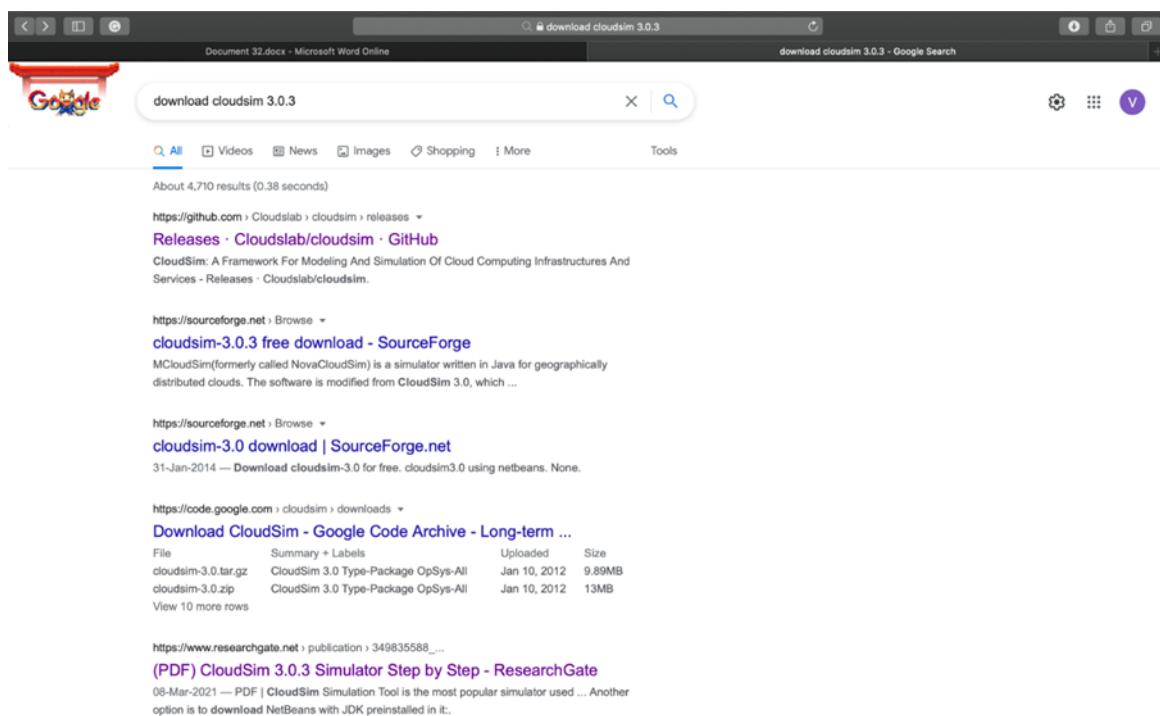 download cloudsim 3.0.3
Document 32.docx - Microsoft Word Online
download cloudsim 3.0.3 - Google Search
Google
download cloudsim 3.0.3
V
All Videos News Images Shopping More Tools
About 4,710 results (0.38 seconds)
https://github.com › Cloudslab › cloudsim › releases
Releases · Cloudslab/cloudsim · GitHub
CloudSim: A Framework For Modeling And Simulation Of Cloud Computing Infrastructures And
Services - Releases · Cloudslab/cloudsim.
https://sourceforge.net › Browse
cloudsim-3.0.3 free download - SourceForge
MCloudSim(formerly called NovaCloudSim) is a simulator written in Java for geographically
distributed clouds. The software is modified from CloudSim 3.0, which ...
https://sourceforge.net › Browse
cloudsim-3.0 download | SourceForge.net
31-Jan-2014 — Download cloudsim-3.0 for free. cloudsim3.0 using netbeans. None.
https://code.google.com › cloudsim › downloads
Download CloudSim - Google Code Archive - Long-term ...
File Summary + Labels Uploaded Size
cloudsim-3.0.tar.gz CloudSim 3.0 Type-Package OpSys-All Jan 10, 2012 9.89MB
cloudsim-3.0.zip CloudSim 3.0 Type-Package OpSys-All Jan 10, 2012 13MB
View 10 more rows
https://www.researchgate.net › publication › 349835588_...
(PDF) CloudSim 3.0.3 Simulator Step by Step - ResearchGate
08-Mar-2021 — PDF | CloudSim Simulation Tool is the most popular simulator used ... Another
option is to download NetBeans with JDK preinstalled in it:.